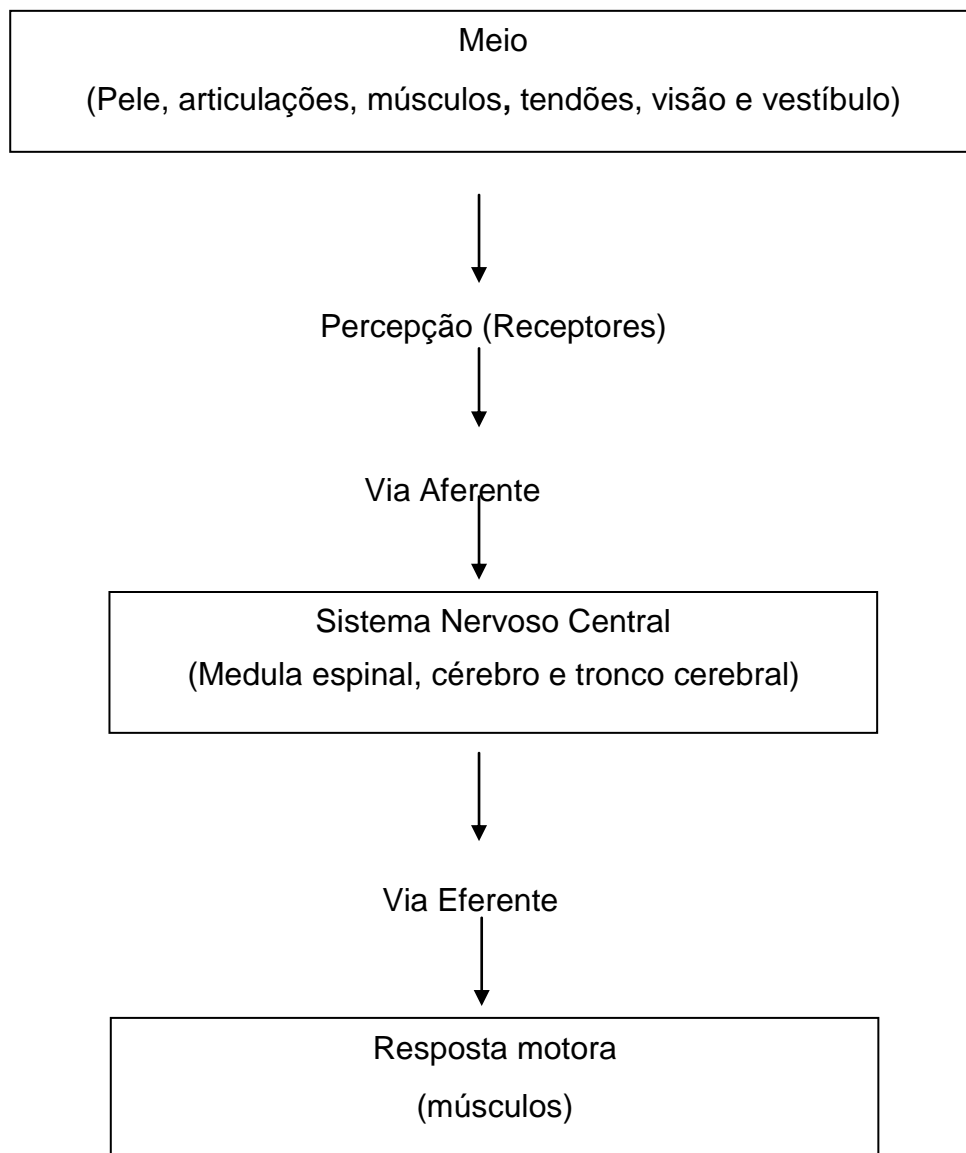 Meio
(Pele, articulações, músculos, tendões, visão e vestíbulo)
Percepção (Receptores)
Via Aferente
Sistema Nervoso Central
(Medula espinal, cérebro e tronco cerebral)
Via Eferente
Resposta motora
(músculos)